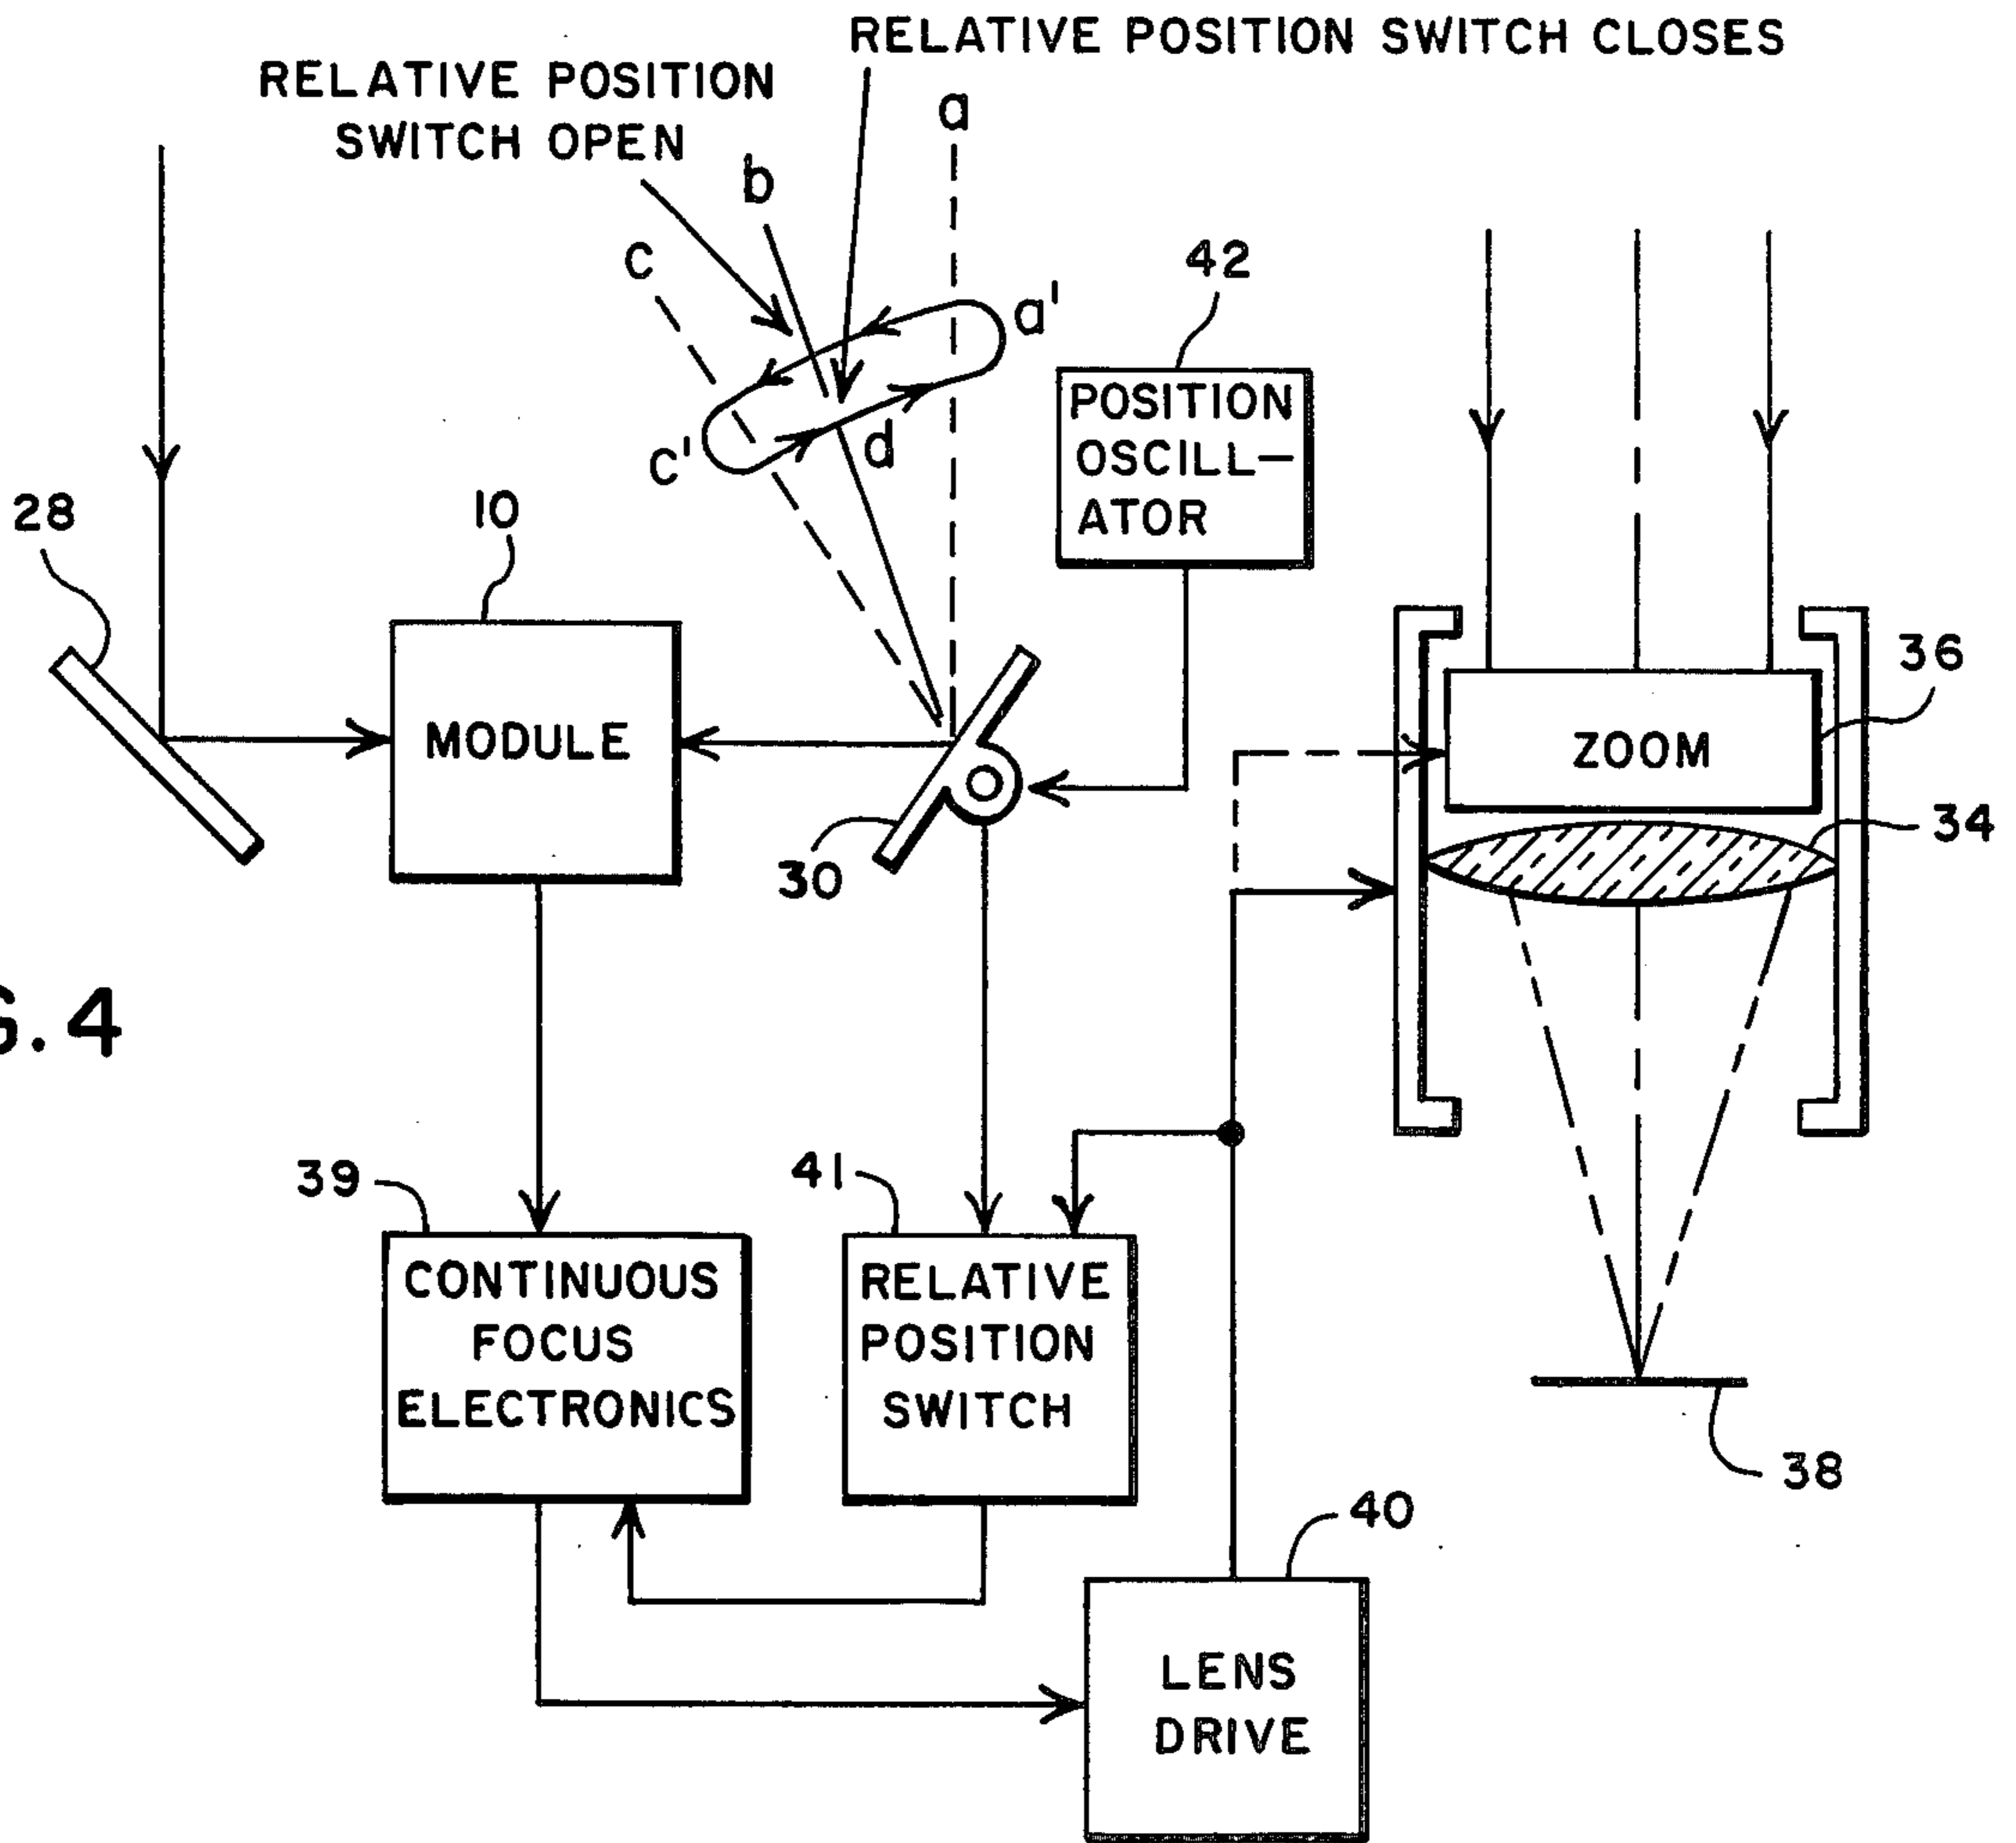 RELATIVE POSITION SWITCH CLOSES
RELATIVE POSITION
SWITCH OPEN
a
b
c
a'
42
d
c'
POSITION
OSCILL—
ATOR
28
10
36
MODULE
ZOOM
34
30
G. 4
39
41
CONTINUOUS
FOCUS
ELECTRONICS
RELATIVE
POSITION
SWITCH
38
40
LENS
DRIVE